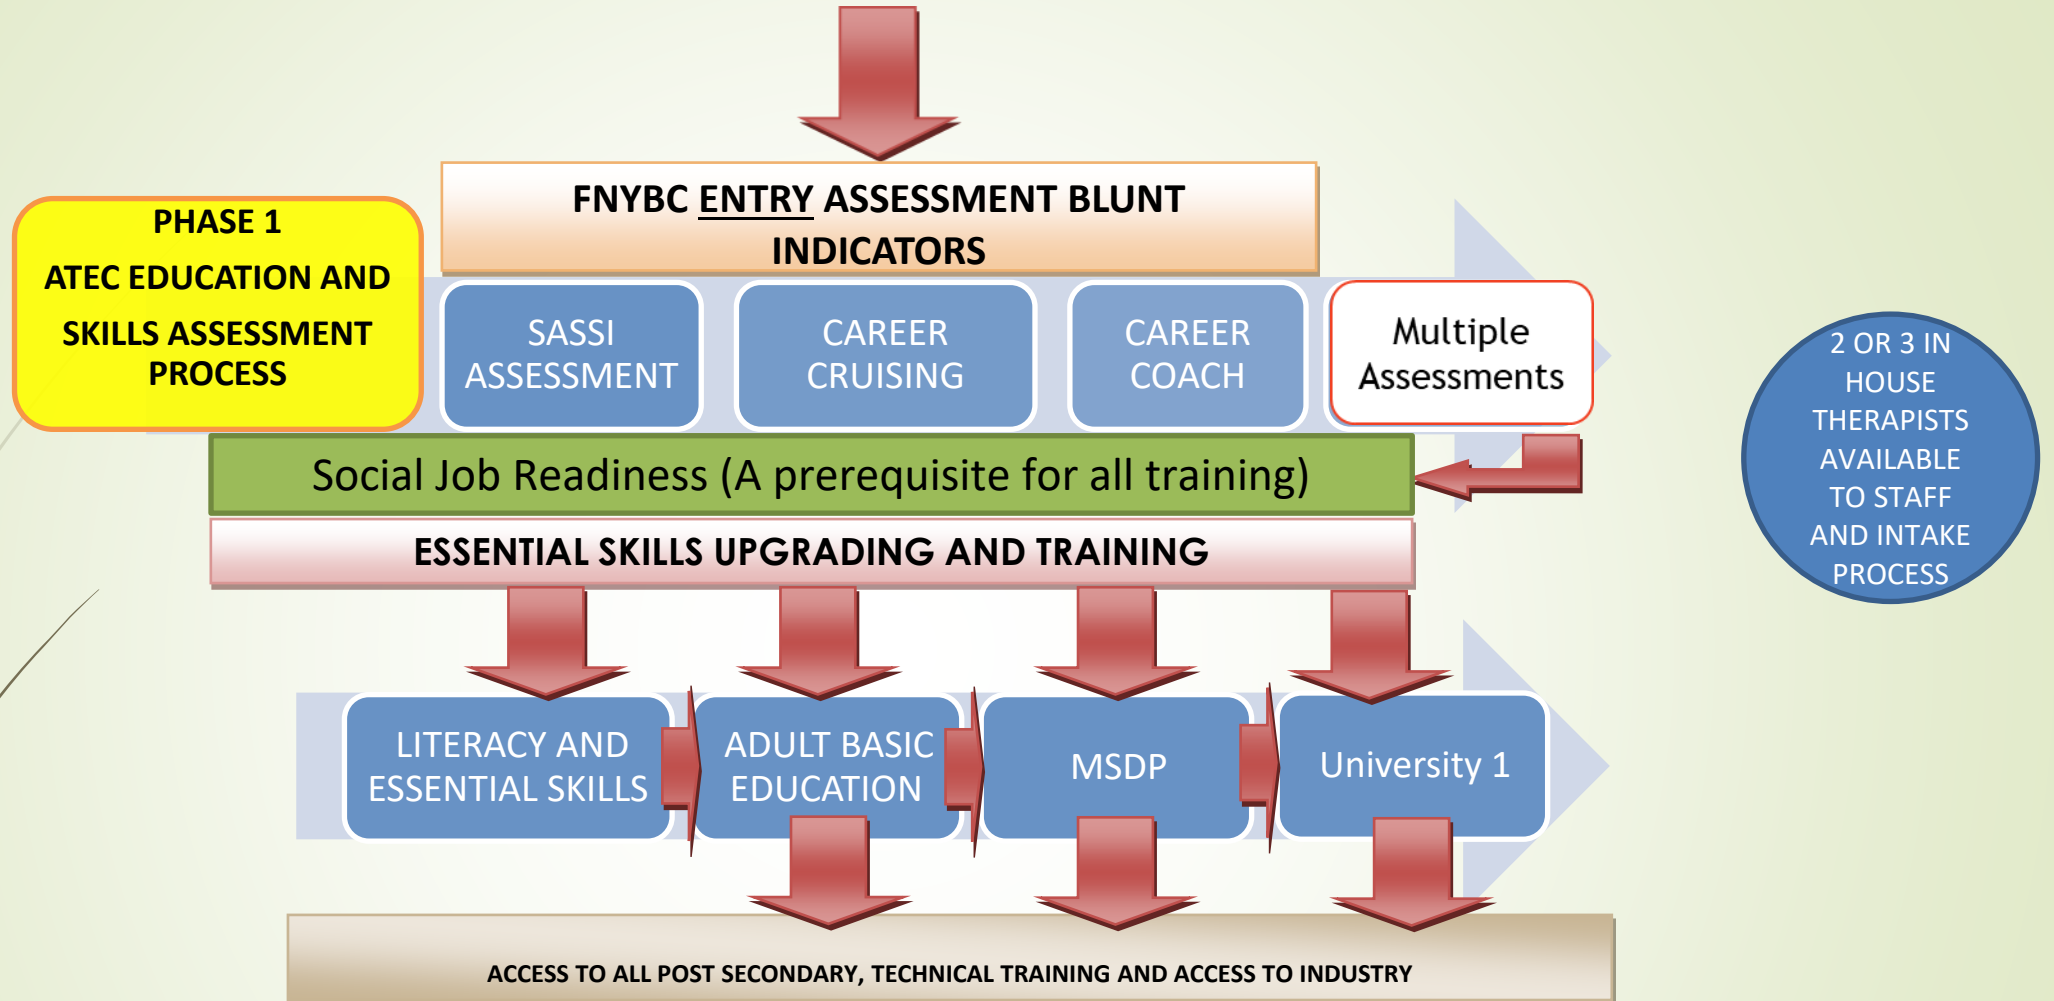 FNYBC ENTRY ASSESSMENT BLUNT
INDICATORS
PHASE 1
ATEC EDUCATION AND
SKILLS ASSESSMENT
PROCESS
SASSI
ASSESSMENT
CAREER
CRUISING
CAREER
COACH
Multiple
Assessments
2 OR 3 IN
HOUSE
THERAPISTS
AVAILABLE
TO STAFF
AND INTAKE
PROCESS
Social Job Readiness (A prerequisite for all training)
ESSENTIAL SKILLS UPGRADING AND TRAINING
LITERACY AND
ESSENTIAL SKILLS
ADULT BASIC
EDUCATION
MSDP
University 1
ACCESS TO ALL POST SECONDARY, TECHNICAL TRAINING AND ACCESS TO INDUSTRY